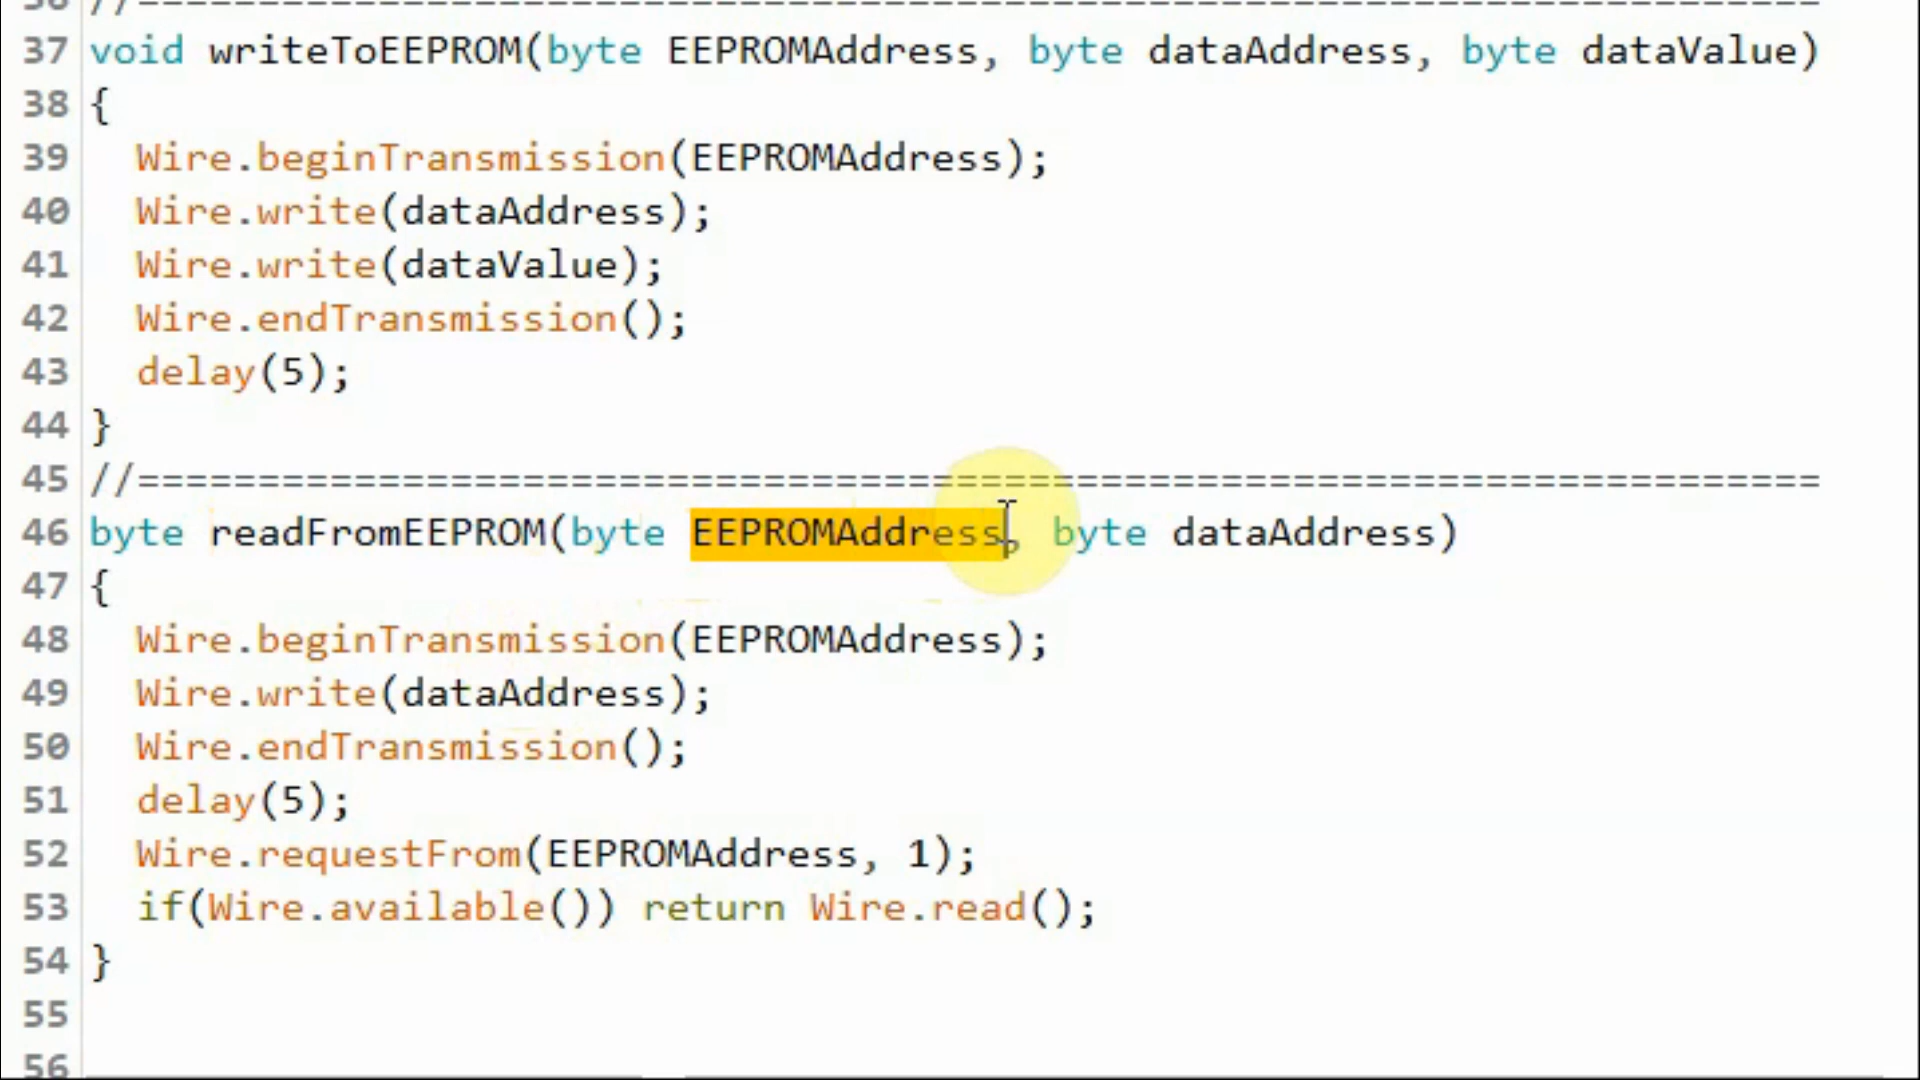 36 //======================================================================
37 void writeToEEPROM(byte EEPROMAddress, byte dataAddress, byte dataValue)
38 {
39   Wire.beginTransmission(EEPROMAddress);
40   Wire.write(dataAddress);
41   Wire.write(dataValue);
42   Wire.endTransmission();
43   delay(5);
44 }
45 //======================================================================
46 byte readFromEEPROM(byte EEPROMAddress, byte dataAddress)
47 {
48   Wire.beginTransmission(EEPROMAddress);
49   Wire.write(dataAddress);
50   Wire.endTransmission();
51   delay(5);
52   Wire.requestFrom(EEPROMAddress, 1);
53   if(Wire.available()) return Wire.read();
54 }
55
56